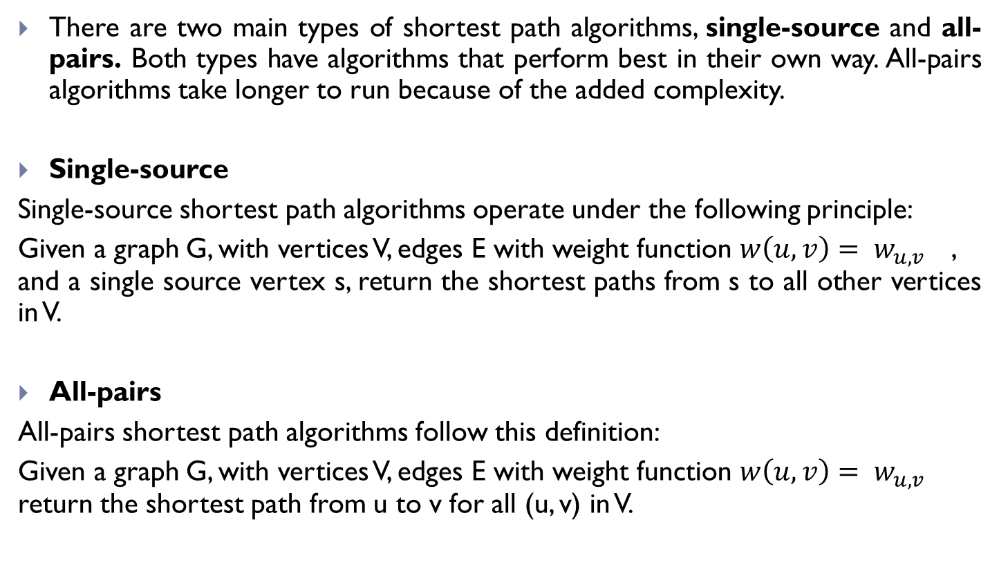 There are two main types of shortest path algorithms, single-source and all-
pairs. Both types have algorithms that perform best in their own way. All-pairs
algorithms take longer to run because of the added complexity.
Single-source
Single-source shortest path algorithms operate under the following principle:
Given a graph G, with vertices V, edges E with weight function w(u, v) = w_{u,v} ,
and a single source vertex s, return the shortest paths from s to all other vertices
in V.
All-pairs
All-pairs shortest path algorithms follow this definition:
Given a graph G, with vertices V, edges E with weight function w(u, v) = w_{u,v}
return the shortest path from u to v for all (u, v) in V.